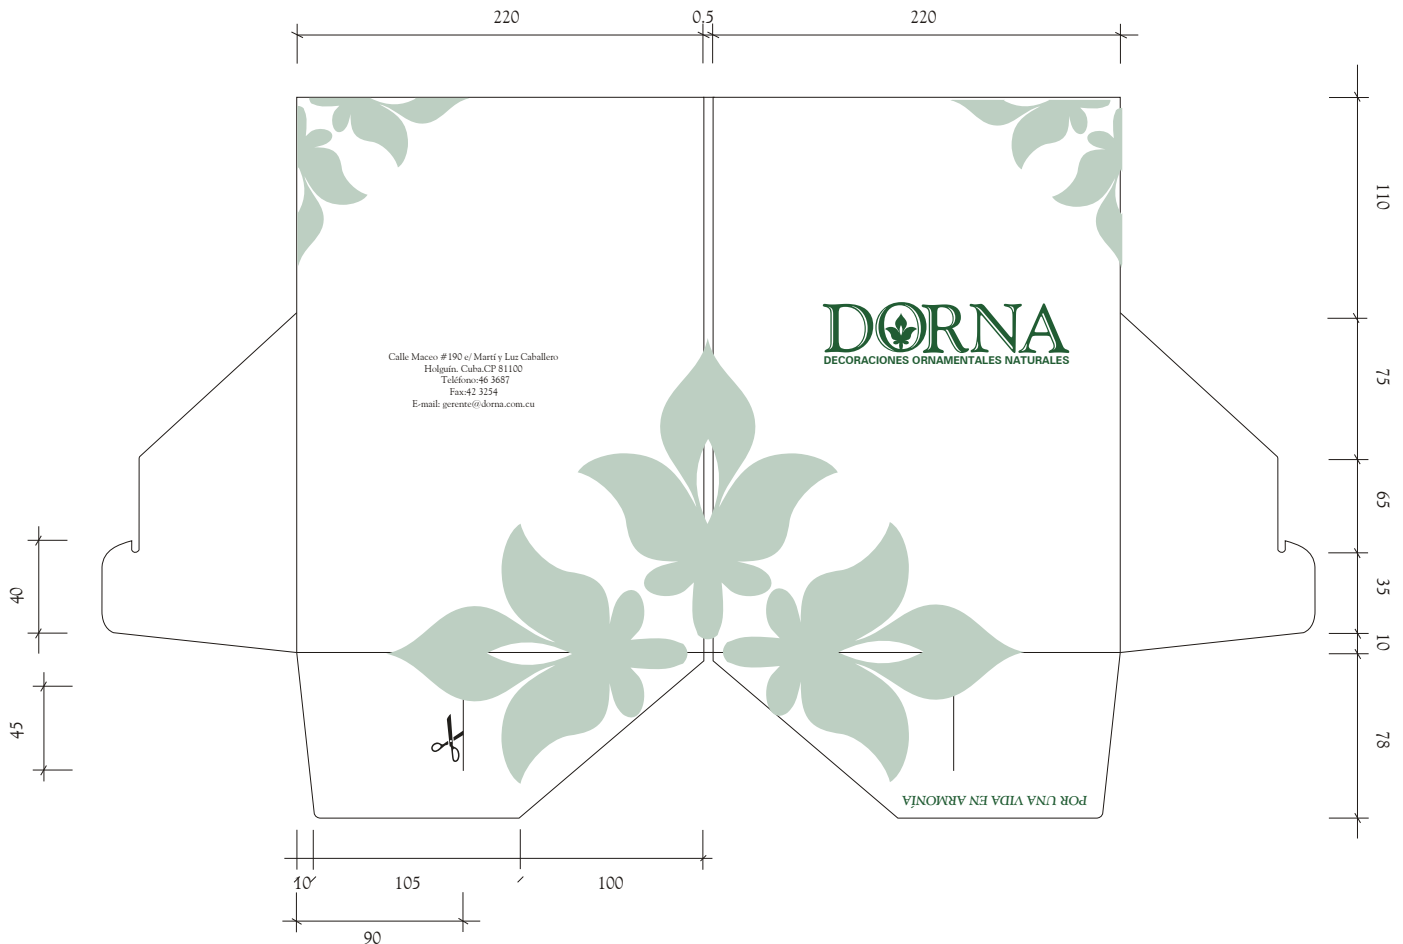 220
0.5
220
110
DORNA
DECORACIONES ORNAMENTALES NATURALES
Calle Maceo #190 e/ Martí y Luz Caballero
Holguín. Cuba.CP 81100
Teléfono:46 3687
Fax:42 3254
E-mail: gerente@dorna.com.cu
75
65
40
35
10
45
78
POR UNA VIDA EN ARMONÍA
10
105
100
90